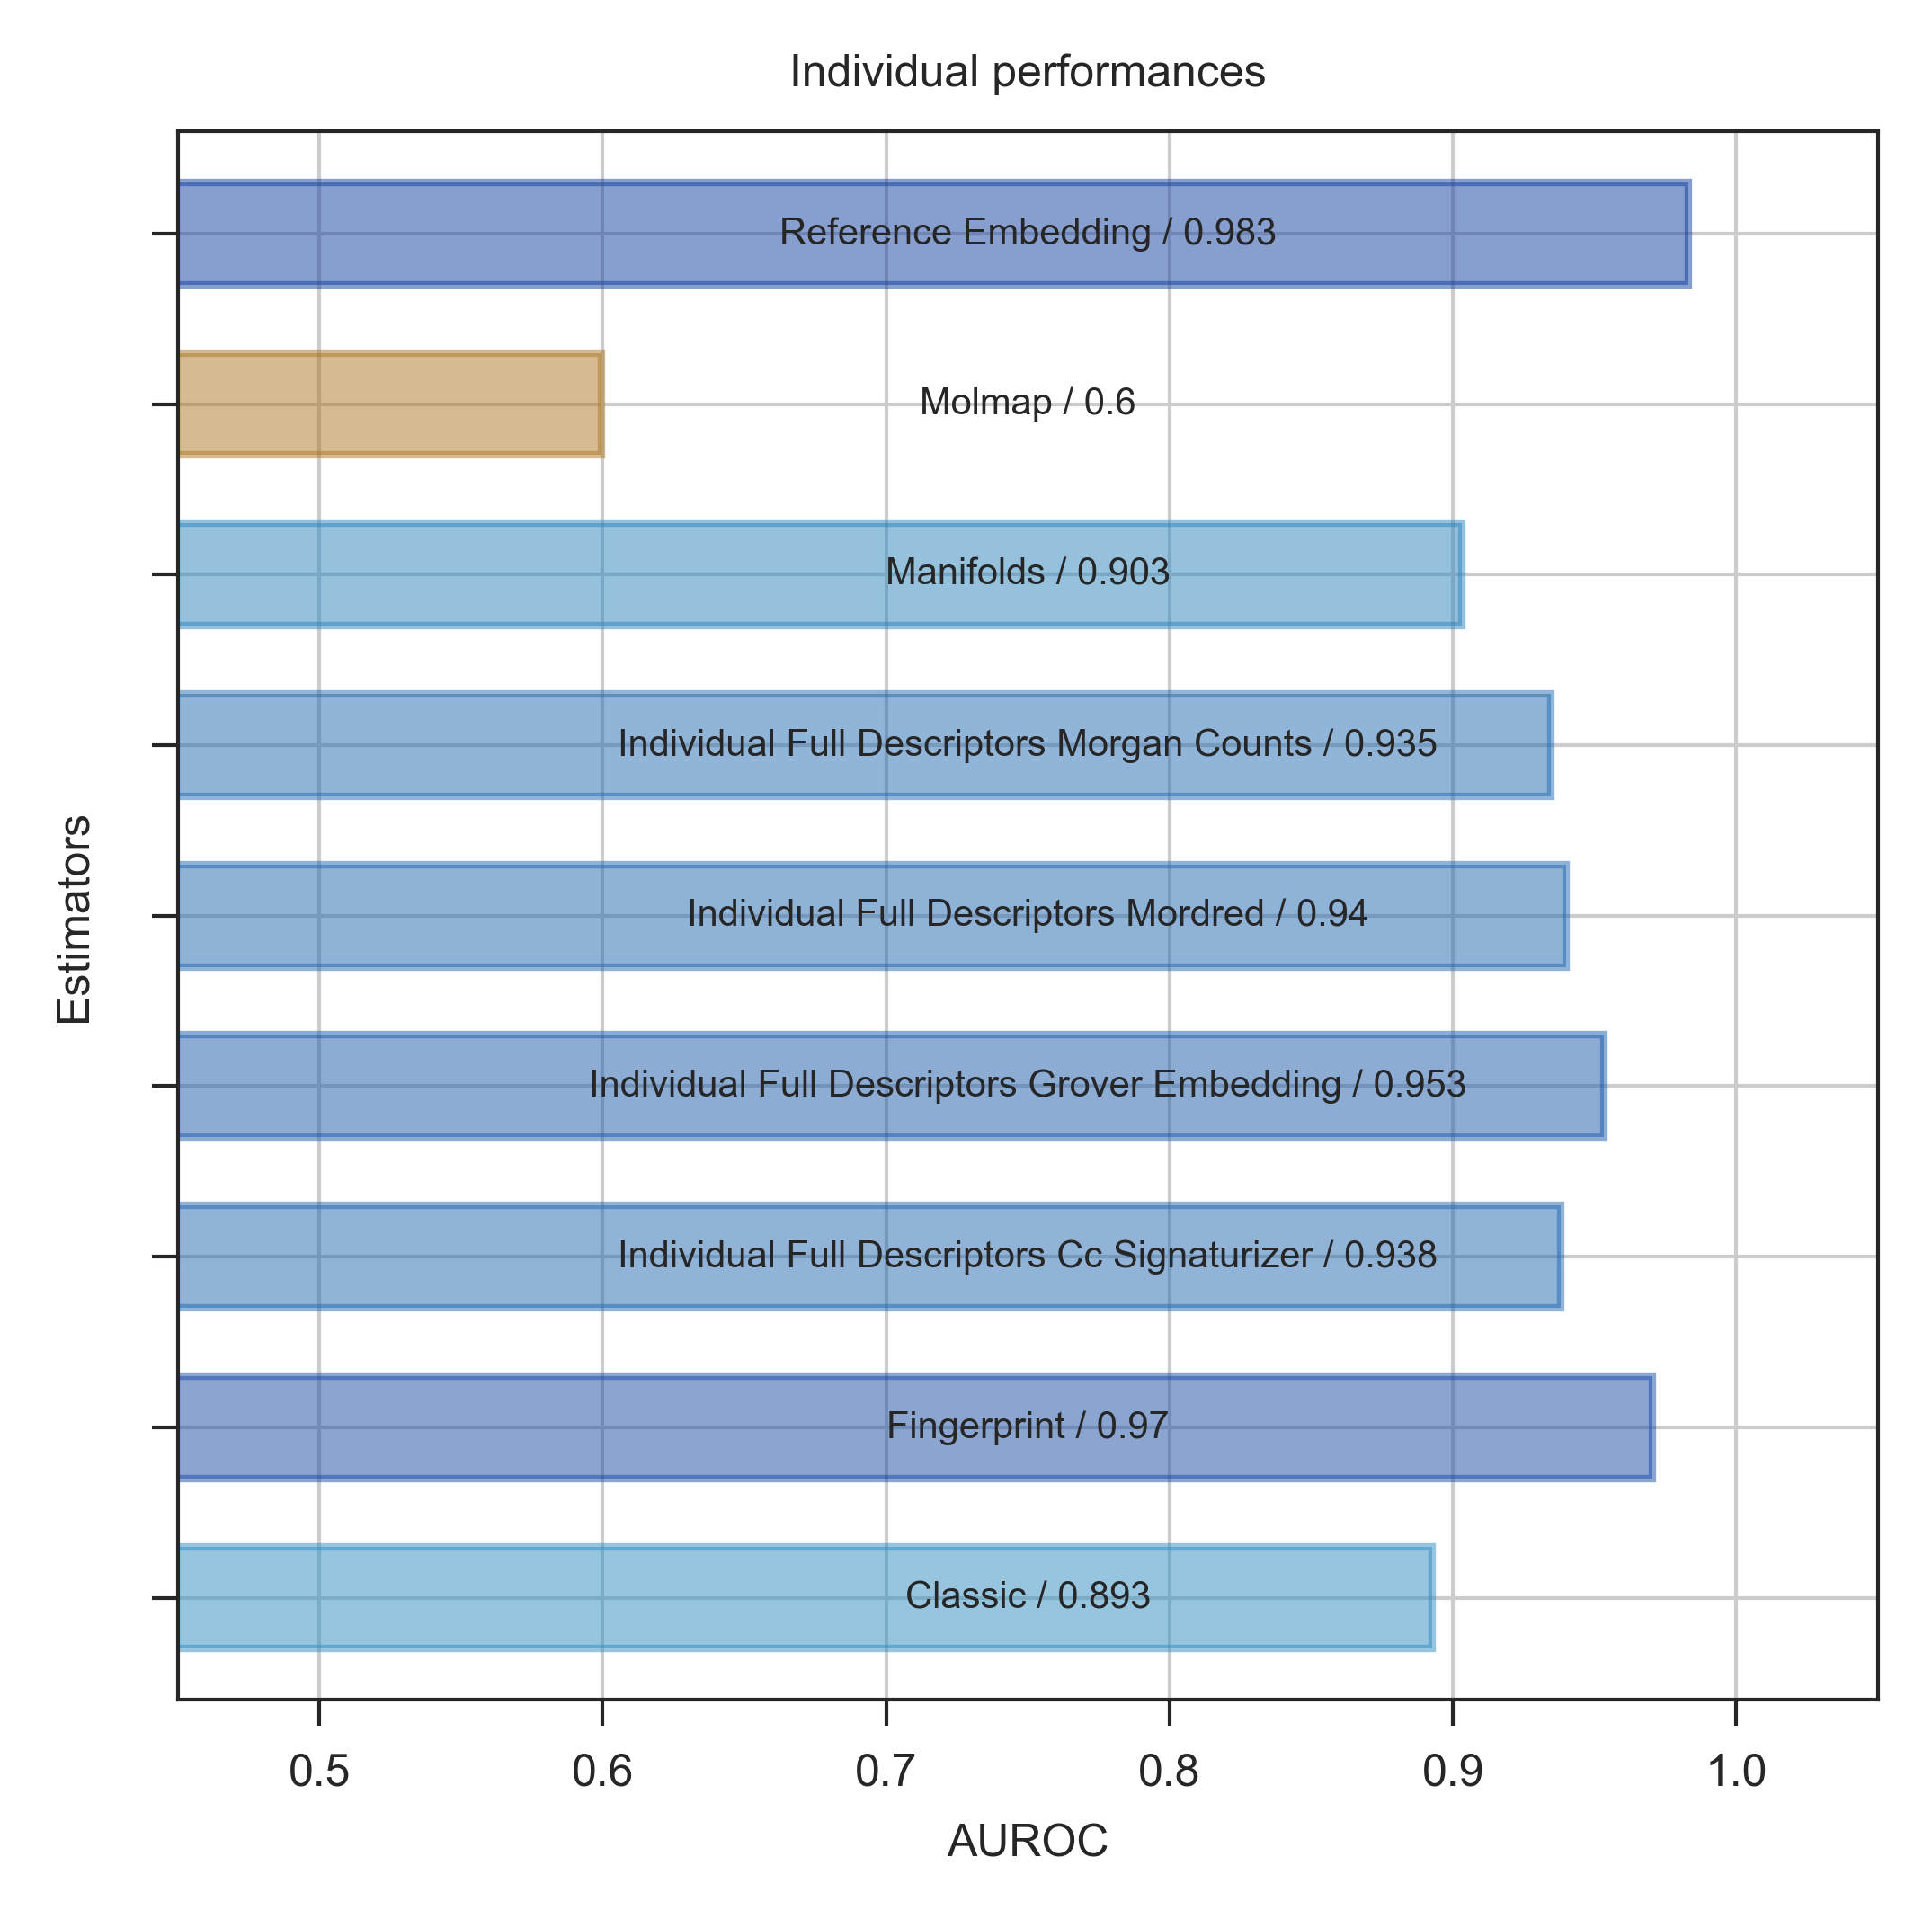 Individual performances
Reference Embedding / 0.983
Molmap / 0.6
Manifolds / 0.903
Individual Full Descriptors Morgan Counts / 0.935
Individual Full Descriptors Mordred / 0.94
Individual Full Descriptors Grover Embedding / 0.953
Individual Full Descriptors Cc Signaturizer / 0.938
Fingerprint / 0.97
Classic / 0.893
Estimators
0.5 0.6 0.7 0.8 0.9 1.0
AUROC